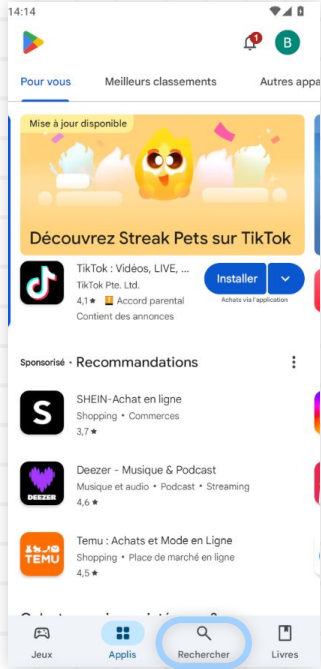 14:14
1
B
Pour vous Meilleurs classements Autres appa
Mise à jour disponible
Découvrez Streak Pets sur TikTok
TikTok : Vidéos, LIVE, ...
TikTok Pte. Ltd.
4,1★ Accord parental
Contient des annonces
Installer
Achats via l'application
Sponsorisé • Recommandations
S
SHEIN-Achat en ligne
Shopping • Commerces
3,7★
DEEZER
Deezer - Musique & Podcast
Musique et audio • Podcast • Streaming
4,6★
TEMU
Temu : Achats et Mode en Ligne
Shopping • Place de marché en ligne
4,5★
Jeux Applis Rechercher Livres